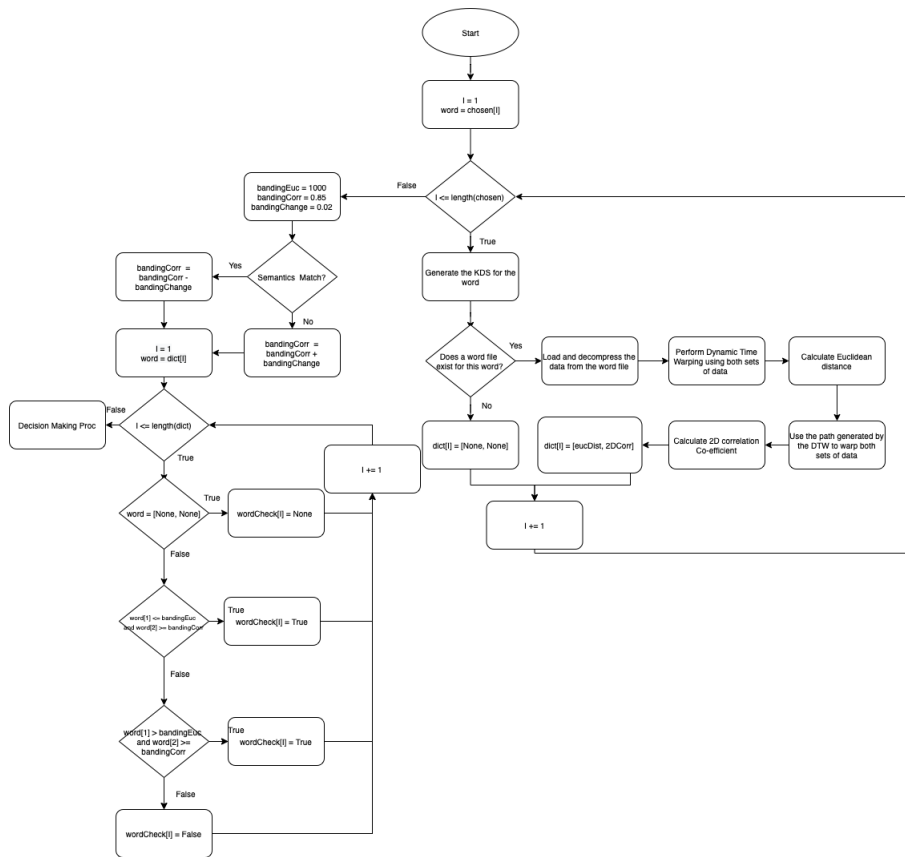 Start
I = 1
word = chosen[I]
I <= length(chosen)
False
True
bandingEuc = 1000
bandingCorr = 0.85
bandingChange = 0.02
Semantics Match?
Yes
No
bandingCorr =
bandingCorr -
bandingChange
bandingCorr =
bandingCorr +
bandingChange
I = 1
word = dict[I]
Generate the KDS for the
word
Does a word file
exist for this word?
Yes
No
Load and decompress the
data from the word file
Perform Dynamic Time
Warping using both sets
of data
Calculate Euclidean
distance
Use the path generated by
the DTW to warp both
sets of data
Calculate 2D correlation
Co-efficient
dict[I] = [eucDist, 2DCorr]
dict[I] = [None, None]
I += 1
I <= length(dict)
False
True
Decision Making Proc
I += 1
word = [None, None]
True
False
wordCheck[I] = None
word[1] <= bandingEuc
and word[2] >= bandingCorr
True
False
wordCheck[I] = True
word[1] > bandingEuc
and word[2] >=
bandingCorr
True
False
wordCheck[I] = True
wordCheck[I] = False